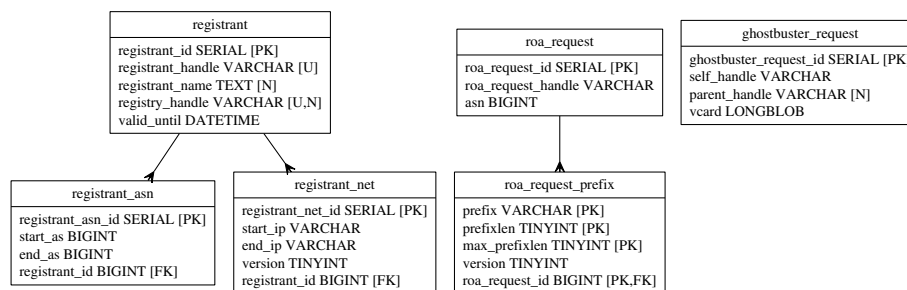 registrant
registrant_id SERIAL [PK]
registrant_handle VARCHAR [U]
registrant_name TEXT [N]
registry_handle VARCHAR [U,N]
valid_until DATETIME
roa_request
roa_request_id SERIAL [PK]
roa_request_handle VARCHAR
asn BIGINT
ghostbuster_request
ghostbuster_request_id SERIAL [PK]
self_handle VARCHAR
parent_handle VARCHAR [N]
vcard LONGBLOB
registrant_asn
registrant_asn_id SERIAL [PK]
start_as BIGINT
end_as BIGINT
registrant_id BIGINT [FK]
registrant_net
registrant_net_id SERIAL [PK]
start_ip VARCHAR
end_ip VARCHAR
version TINYINT
registrant_id BIGINT [FK]
roa_request_prefix
prefix VARCHAR [PK]
prefixlen TINYINT [PK]
max_prefixlen TINYINT [PK]
version TINYINT
roa_request_id BIGINT [PK,FK]